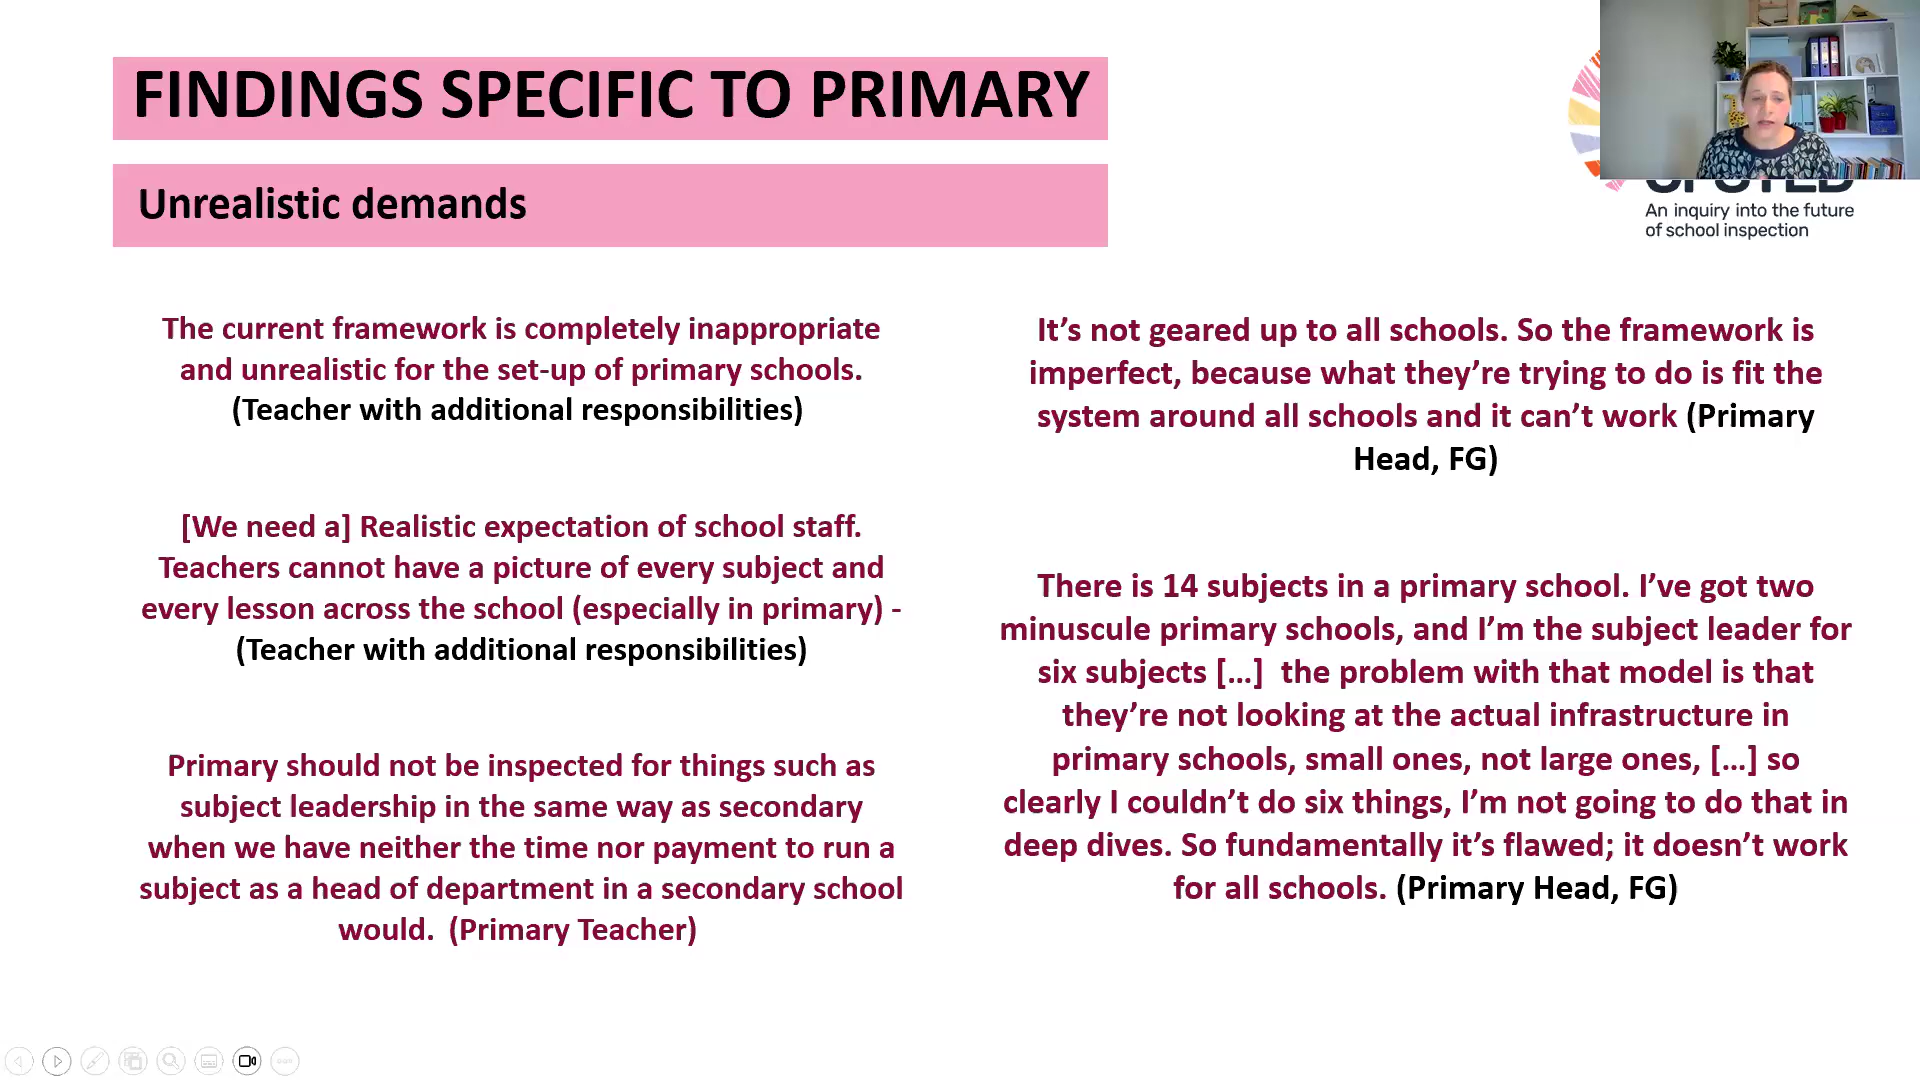 FINDINGS SPECIFIC TO PRIMARY
Unrealistic demands
The current framework is completely inappropriate
and unrealistic for the set-up of primary schools.
(Teacher with additional responsibilities)
[We need a] Realistic expectation of school staff.
Teachers cannot have a picture of every subject and
every lesson across the school (especially in primary) -
(Teacher with additional responsibilities)
Primary should not be inspected for things such as
subject leadership in the same way as secondary
when we have neither the time nor payment to run a
subject as a head of department in a secondary school
would.  (Primary Teacher)
It’s not geared up to all schools. So the framework is
imperfect, because what they’re trying to do is fit the
system around all schools and it can’t work (Primary
Head, FG)
There is 14 subjects in a primary school. I’ve got two
minuscule primary schools, and I’m the subject leader for
six subjects […]  the problem with that model is that
they’re not looking at the actual infrastructure in
primary schools, small ones, not large ones, […] so
clearly I couldn’t do six things, I’m not going to do that in
deep dives. So fundamentally it’s flawed; it doesn’t work
for all schools. (Primary Head, FG)
An inquiry into the future
of school inspection